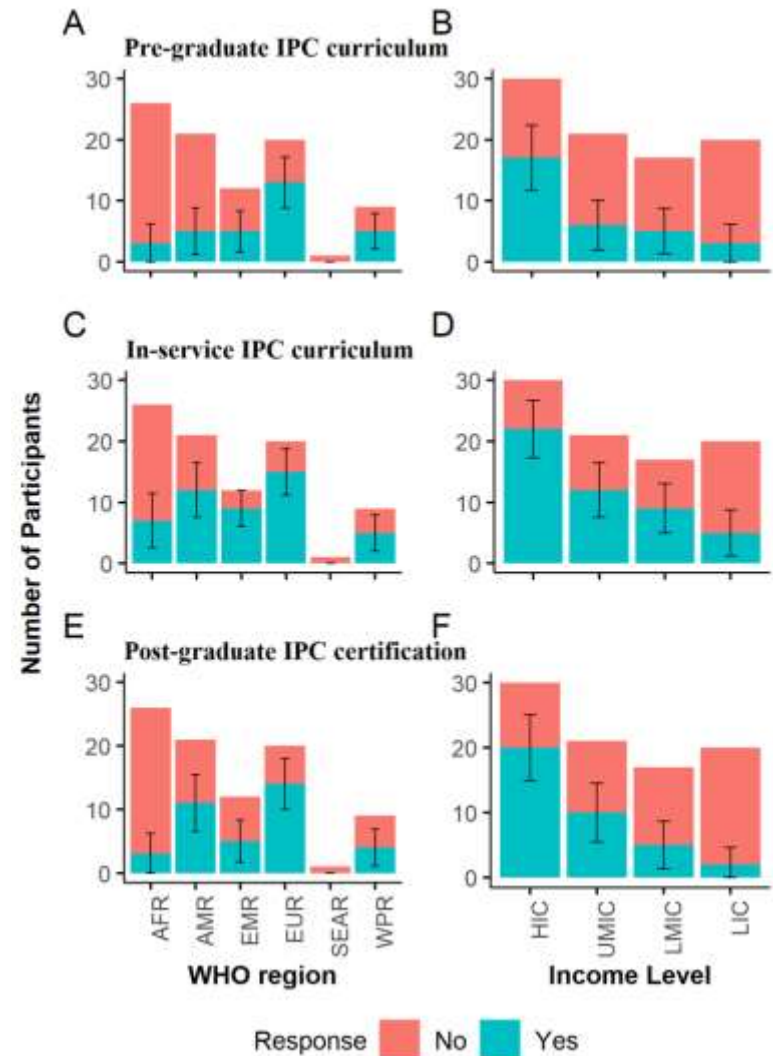 A
B
Pre-graduate IPC curriculum
30
20
10
0
30
20
10
0
C
D
In-service IPC curriculum
30
20
10
0
30
20
10
0
E
F
Post-graduate IPC certification
30
20
10
0
30
20
10
0
Number of Participants
AFR
AMR
EMR
EUR
SEAR
WPR
HIC
UMIC
LMIC
LIC
WHO region
Income Level
Response No Yes